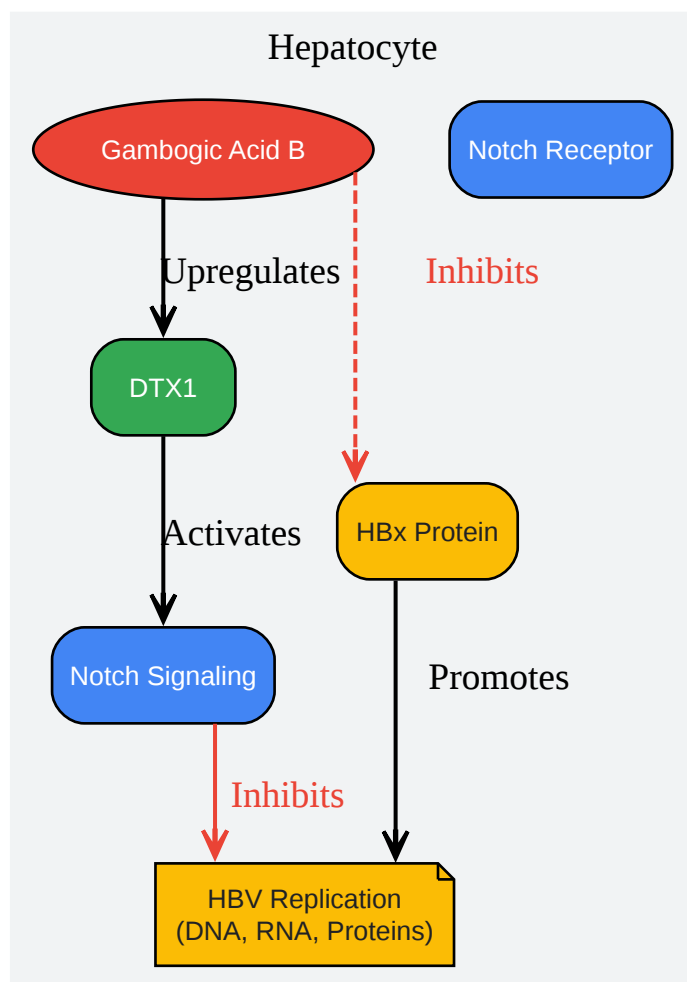 Hepatocyte
Gambogic Acid B
Notch Receptor
Upregulates
Inhibits
DTX1
Activates
HBx Protein
Notch Signaling
Promotes
Inhibits
HBV Replication
(DNA, RNA, Proteins)